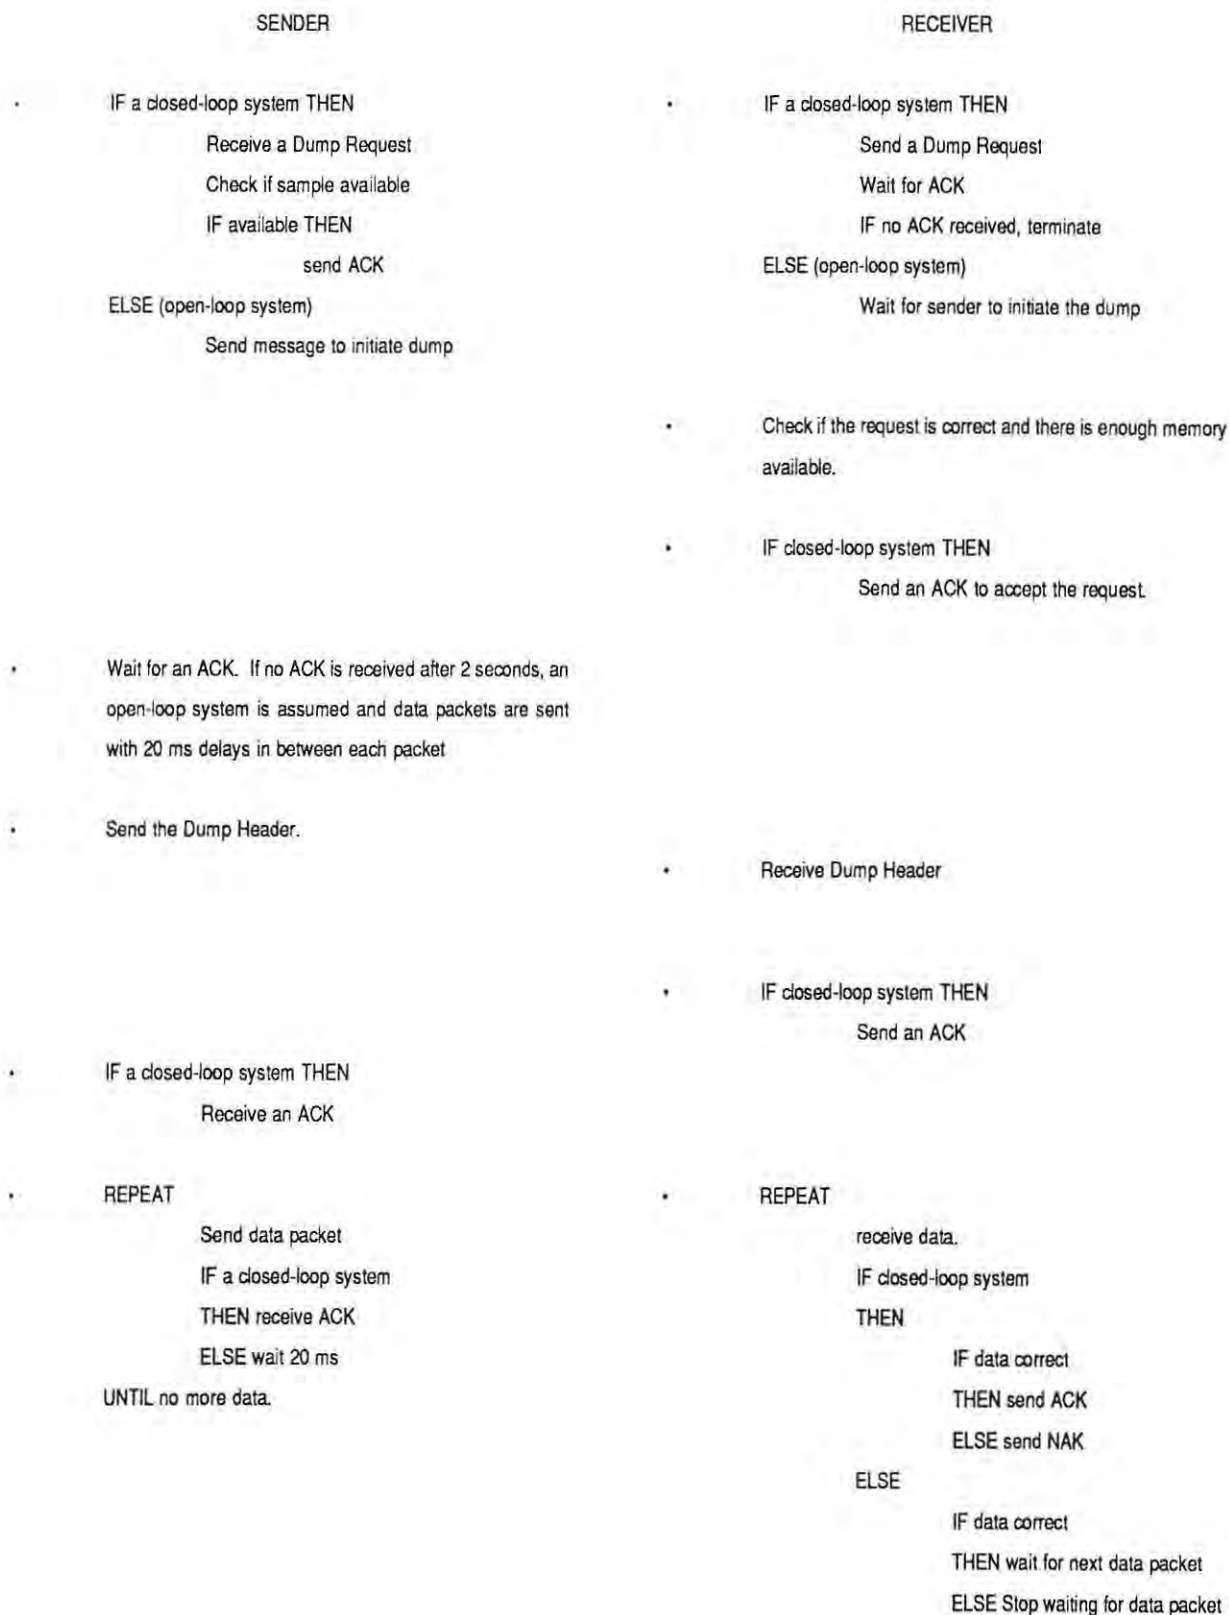 SENDER
IF a closed-loop system THEN
Receive a Dump Request
Check if sample available
IF available THEN
send ACK
ELSE (open-loop system)
Send message to initiate dump
Wait for an ACK. If no ACK is received after 2 seconds, an
open-loop system is assumed and data packets are sent
with 20 ms delays in between each packet
Send the Dump Header.
IF a closed-loop system THEN
Receive an ACK
REPEAT
Send data packet
IF a closed-loop system
THEN receive ACK
ELSE wait 20 ms
UNTIL no more data.
RECEIVER
IF a closed-loop system THEN
Send a Dump Request
Wait for ACK
IF no ACK received, terminate
ELSE (open-loop system)
Wait for sender to initiate the dump
Check if the request is correct and there is enough memory
available.
IF closed-loop system THEN
Send an ACK to accept the request.
Receive Dump Header
IF closed-loop system THEN
Send an ACK
REPEAT
receive data.
IF closed-loop system
THEN
IF data correct
THEN send ACK
ELSE send NAK
ELSE
IF data correct
THEN wait for next data packet
ELSE Stop waiting for data packet